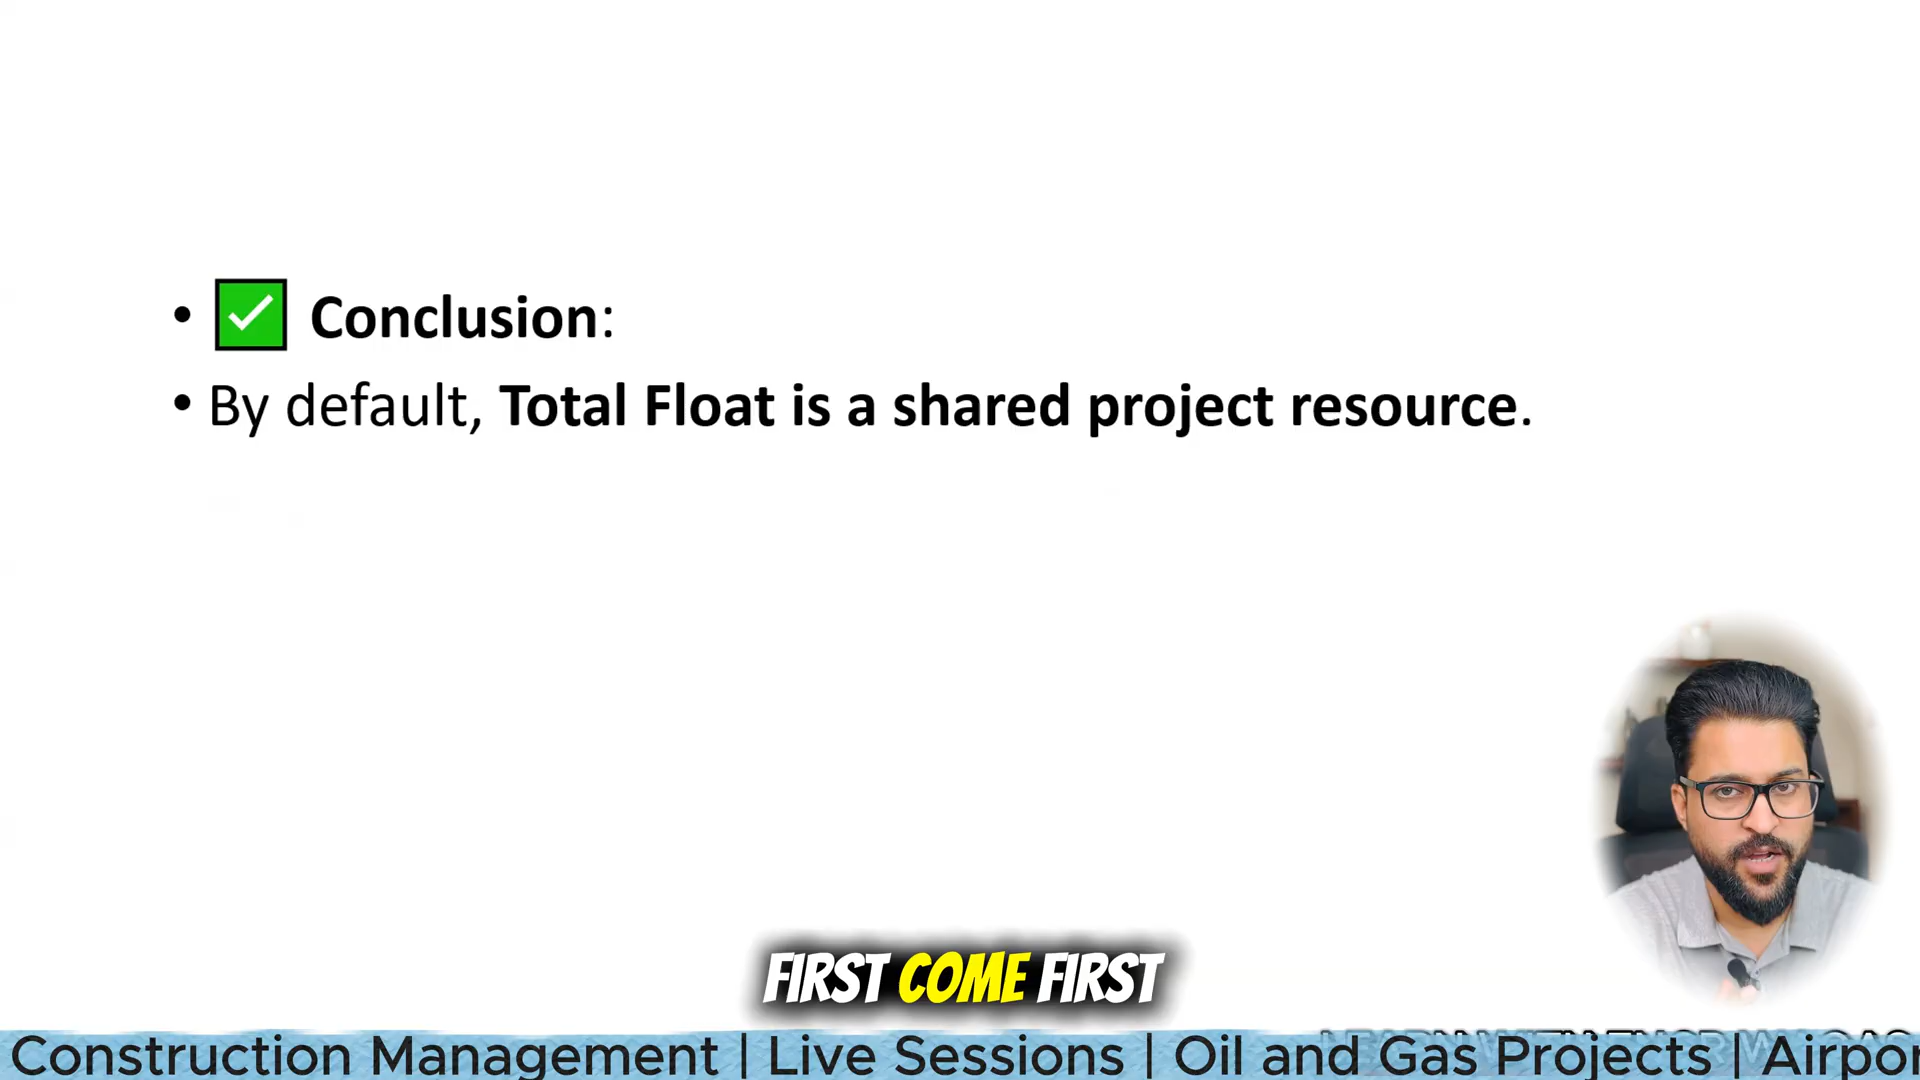 • ✅ Conclusion:
• By default, Total Float is a shared project resource.
FIRST COME FIRST
Construction Management | Live Sessions | Oil and Gas Projects | Airpor